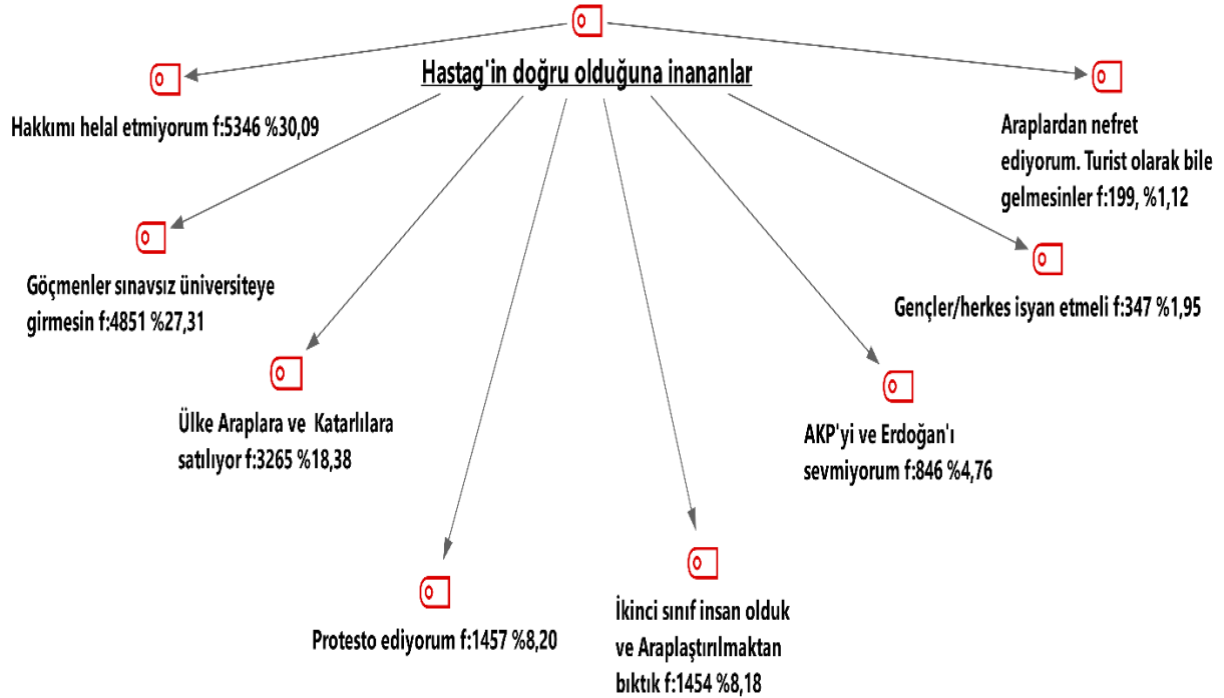 Hastag'in doğru olduğuna inananlar
Hakkımı helal etmiyorum f:5346 %30,09
Araplardan nefret
ediyorum. Turist olarak bile
gelmesinler f:199, %1,12
Göçmenler sınavsız üniversiteye
girmesin f:4851 %27,31
Gençler/herkes isyan etmeli f:347 %1,95
Ülke Araplara ve Katarlılara
satılıyor f:3265 %18,38
AKP'yi ve Erdoğan'ı
sevmiyorum f:846 %4,76
Protesto ediyorum f:1457 %8,20
İkinci sınıf insan olduk
ve Araplaştırılmaktan
bıktık f:1454 %8,18